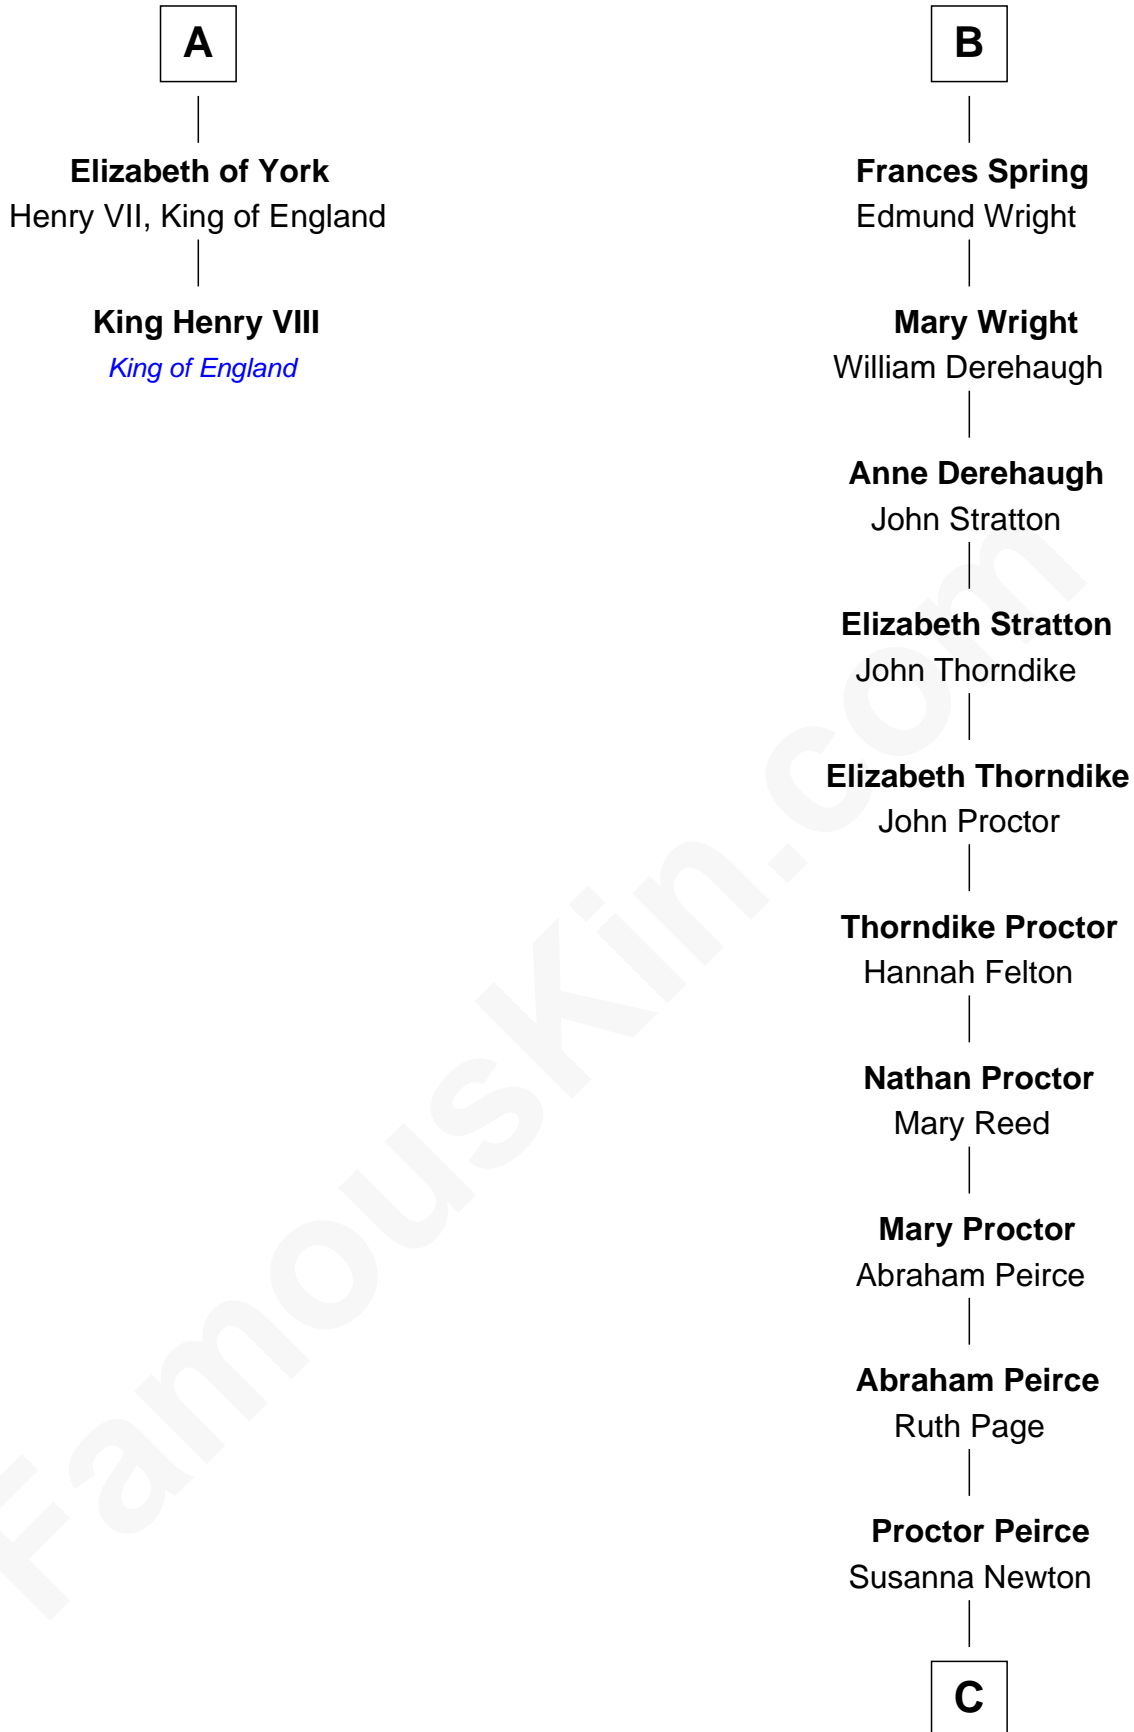 A
Elizabeth of York
Henry VII, King of England
King Henry VIII
King of England
B
Frances Spring
Edmund Wright
Mary Wright
William Derehaugh
Anne Derehaugh
John Stratton
Elizabeth Stratton
John Thorndike
Elizabeth Thorndike
John Proctor
Thorndike Proctor
Hannah Felton
Nathan Proctor
Mary Reed
Mary Proctor
Abraham Peirce
Abraham Peirce
Ruth Page
Proctor Peirce
Susanna Newton
C
FamousKin.com